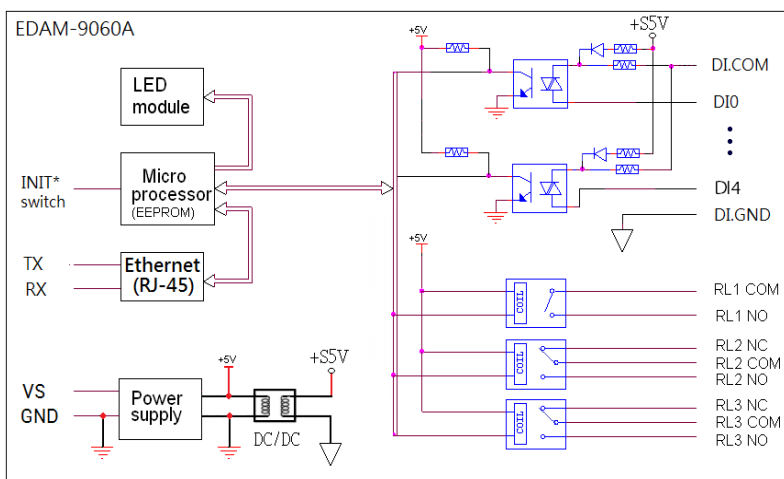 EDAM-9060A
LED
module
INIT*
switch
Micro
processor
(EEPROM)
TX
RX
Ethernet
(RJ-45)
VS
GND
Power
supply
+5V
+S5V
DC/DC
+5V
+S5V
DI.COM
DI0
+5V
DI4
DI.GND
+5V
COIL
RL1 COM
RL1 NO
COIL
RL2 NC
RL2 COM
RL2 NO
COIL
RL3 NC
RL3 COM
RL3 NO